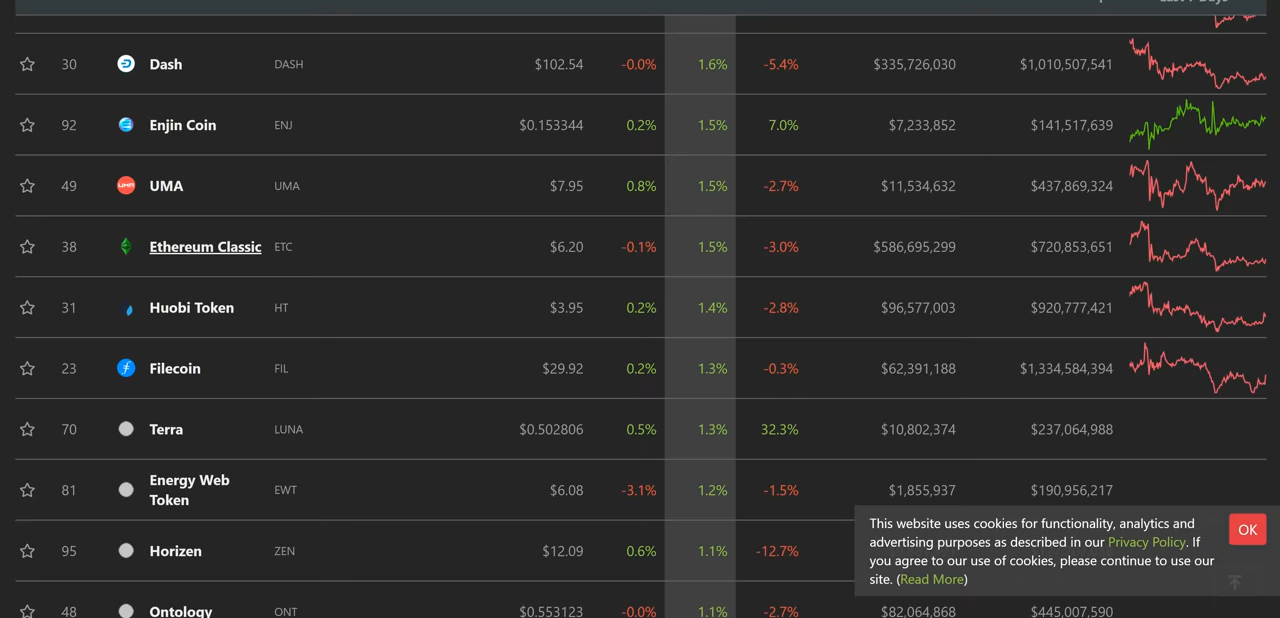 30 Dash DASH $102.54 -0.0% 1.6% -5.4% $335,726,030 $1,010,507,541
92 Enjin Coin ENJ $0.153344 0.2% 1.5% 7.0% $7,233,852 $141,517,639
UMA
49 UMA UMA $7.95 0.8% 1.5% -2.7% $11,534,632 $437,869,324
38 Ethereum Classic ETC $6.20 -0.1% 1.5% -3.0% $586,695,299 $720,853,651
31 Huobi Token HT $3.95 0.2% 1.4% -2.8% $96,577,003 $920,777,421
23 Filecoin FIL $29.92 0.2% 1.3% -0.3% $62,391,188 $1,334,584,394
70 Terra LUNA $0.502806 0.5% 1.3% 32.3% $10,802,374 $237,064,988
81 Energy Web
Token EWT $6.08 -3.1% 1.2% -1.5% $1,855,937 $190,956,217
95 Horizen ZEN $12.09 0.6% 1.1% -12.7%
48 Ontology ONT $0.553123 -0.0% 1.1% -2.7% $82,064,868 $445,007,590
This website uses cookies for functionality, analytics and
advertising purposes as described in our Privacy Policy. If
you agree to our use of cookies, please continue to use our
site. (Read More)
OK